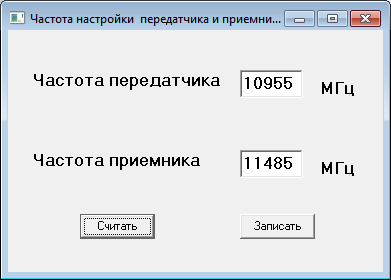 Частота настройки передатчика и приемни...
Частота передатчика 10955 МГц
Частота приемника 11485 МГц
Считать Записать